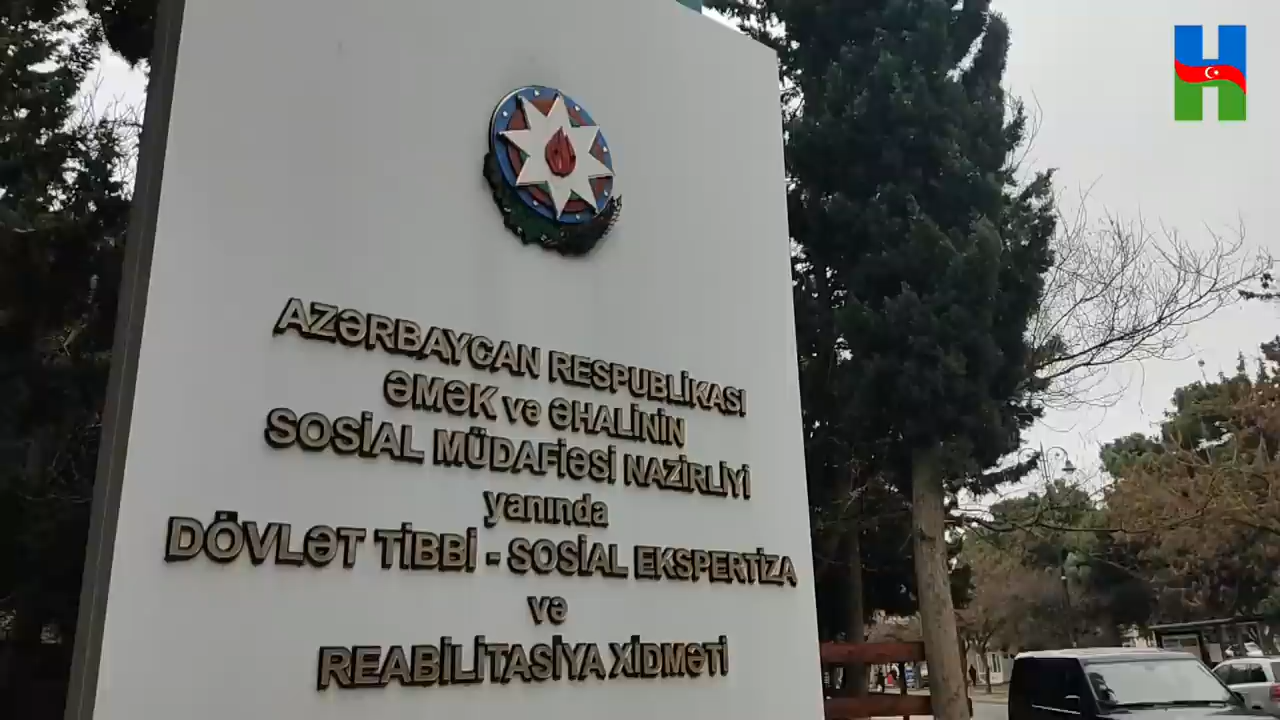 AZƏRBAYCAN RESPUBLİKASI
ƏMƏK və ƏHALİNİN
SOSİAL MÜDAFİƏSİ NAZİRLİYİ
yanında
DÖVLƏT TİBBİ - SOSİAL EKSPERTİZA
və
REABİLİTASİYA XİDMƏTİ